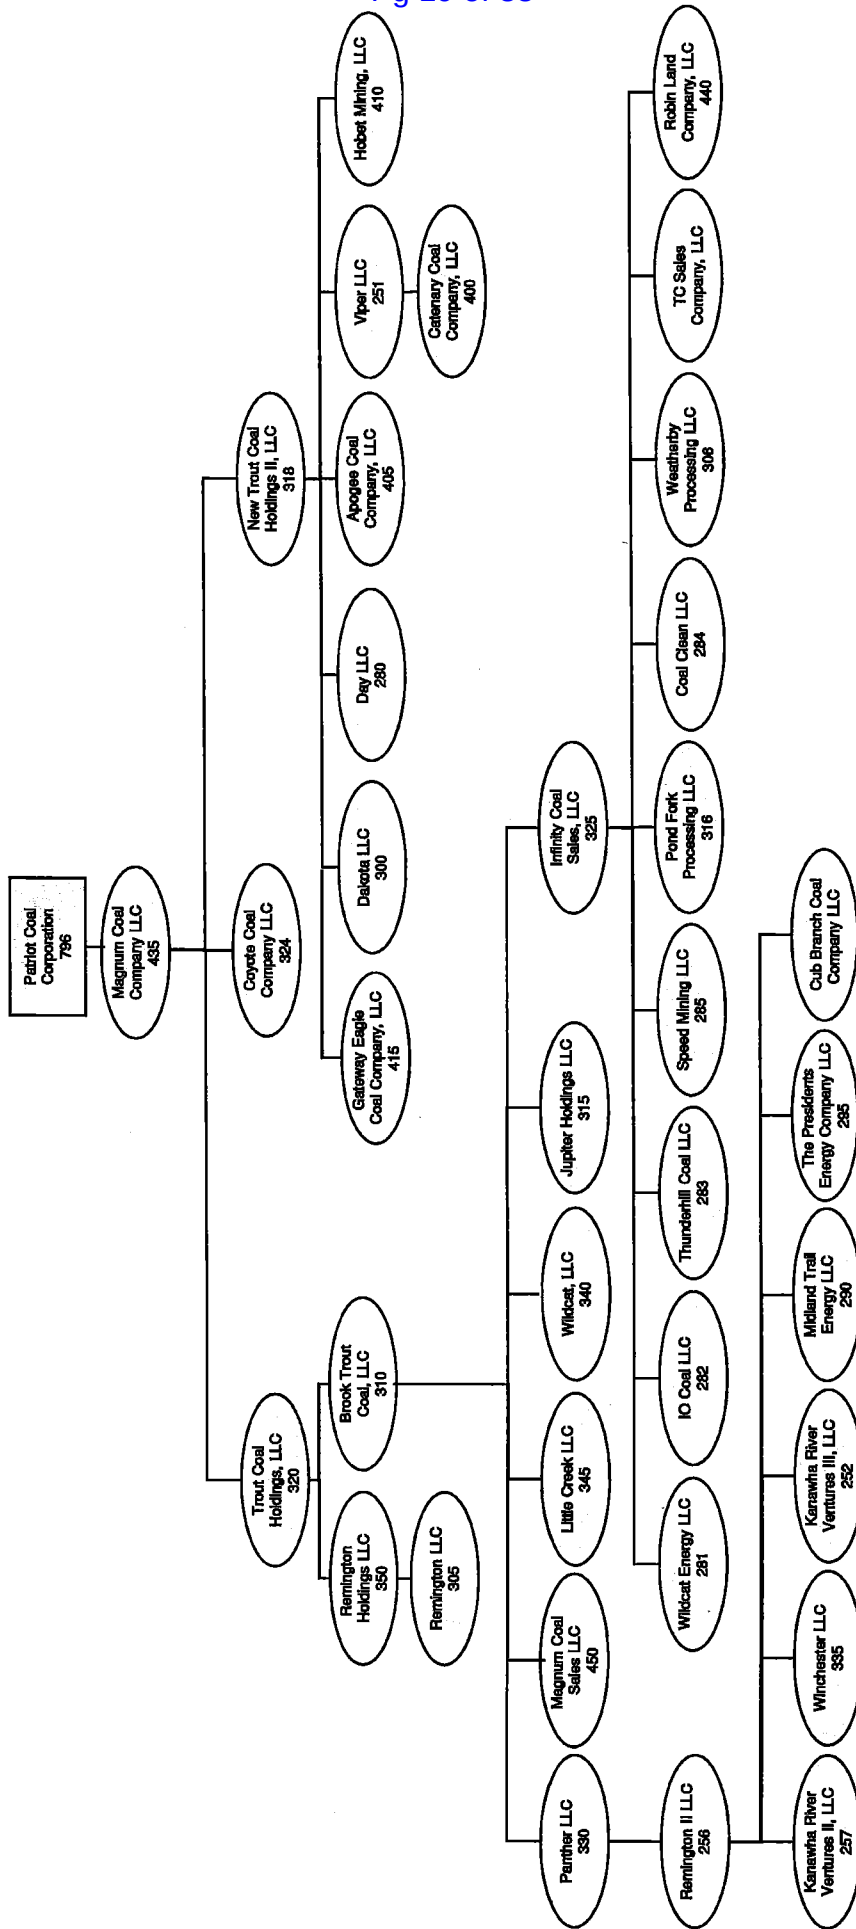 Patriot Coal
Corporation
796
Magnum Coal
Company LLC
435
Trout Coal
Holdings, LLC
320
Coyote Coal
Company LLC
324
New Trout Coal
Holdings II, LLC
318
Remington
Holdings LLC
350
Brook Trout
Coal, LLC
310
Gateway Eagle
Coal Company, LLC
415
Dakota LLC
300
Day LLC
280
Apogee Coal
Company, LLC
405
Viper LLC
251
Hobet Mining, LLC
410
Remington LLC
305
Catenary Coal
Company, LLC
400
Panther LLC
330
Magnum Coal
Sales LLC
450
Little Creek LLC
345
Wildcat, LLC
340
Jupiter Holdings LLC
315
Infinity Coal
Sales, LLC
325
Remington II LLC
256
Wildcat Energy LLC
281
IO Coal LLC
282
Thunderhill Coal LLC
283
Speed Mining LLC
285
Pond Fork
Processing LLC
316
Coal Clean LLC
284
Weatherby
Processing LLC
306
TC Sales
Company, LLC
Robin Land
Company, LLC
440
Kanawha River
Ventures II, LLC
257
Winchester LLC
335
Kanawha River
Ventures III, LLC
252
Midland Trail
Energy LLC
290
The Presidents
Energy Company LLC
295
Cub Branch Coal
Company LLC